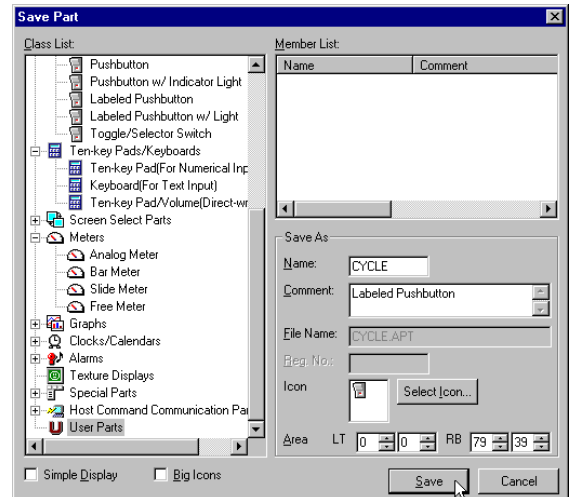 Save Part
Class List:
Pushbutton
Pushbutton w/ Indicator Light
Labeled Pushbutton
Labeled Pushbutton w/ Light
Toggle/Selector Switch
Ten-key Pads/Keyboards
Ten-key Pad(For Numerical Inp
Keyboard(For Text Input)
Ten-key Pad/Volume(Direct-wr
Screen Select Parts
Meters
Analog Meter
Bar Meter
Slide Meter
Free Meter
Graphs
Clocks/Calendars
Alarms
Texture Displays
Special Parts
Host Command Communication Par
User Parts
Simple Display Big Icons
Member List:
Name Comment
Save As
Name: CYCLE
Comment: Labeled Pushbutton
File Name: CYCLE.APT
Reg. No.:
Icon Select Icon...
Area LT 0 0 RB 79 39
Save Cancel